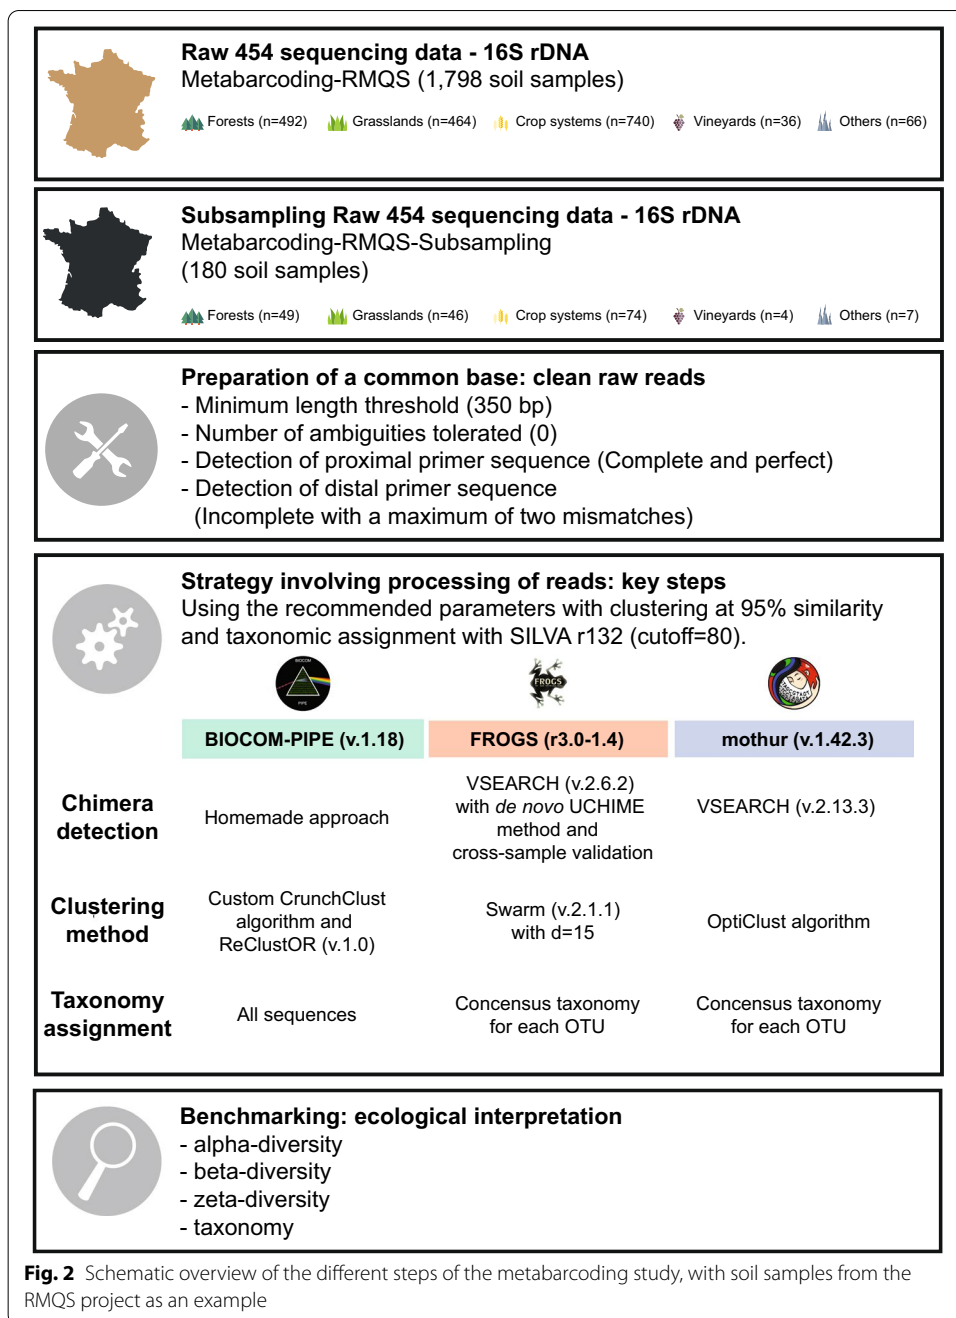 Raw 454 sequencing data - 16S rDNA
Metabarcoding-RMQS (1,798 soil samples)
Forests (n=492) Grasslands (n=464) Crop systems (n=740) Vineyards (n=36) Others (n=66)
Subsampling Raw 454 sequencing data - 16S rDNA
Metabarcoding-RMQS-Subsampling
(180 soil samples)
Forests (n=49) Grasslands (n=46) Crop systems (n=74) Vineyards (n=4) Others (n=7)
Preparation of a common base: clean raw reads
- Minimum length threshold (350 bp)
- Number of ambiguities tolerated (0)
- Detection of proximal primer sequence (Complete and perfect)
- Detection of distal primer sequence
(Incomplete with a maximum of two mismatches)
Strategy involving processing of reads: key steps
Using the recommended parameters with clustering at 95% similarity
and taxonomic assignment with SILVA r132 (cutoff=80).
BIOCOM
PIPE
FROGS
BIOCOM-PIPE (v.1.18) FROGS (r3.0-1.4) mothur (v.1.42.3)
Chimera
detection
Homemade approach
VSEARCH (v.2.6.2)
with de novo UCHIME
method and
cross-sample validation
VSEARCH (v.2.13.3)
Clustering
method
Custom CrunchClust
algorithm and
ReClustOR (v.1.0)
Swarm (v.2.1.1)
with d=15
OptiClust algorithm
Taxonomy
assignment
All sequences
Concensus taxonomy
for each OTU
Concensus taxonomy
for each OTU
Benchmarking: ecological interpretation
- alpha-diversity
- beta-diversity
- zeta-diversity
- taxonomy
Fig. 2 Schematic overview of the different steps of the metabarcoding study, with soil samples from the
RMQS project as an example